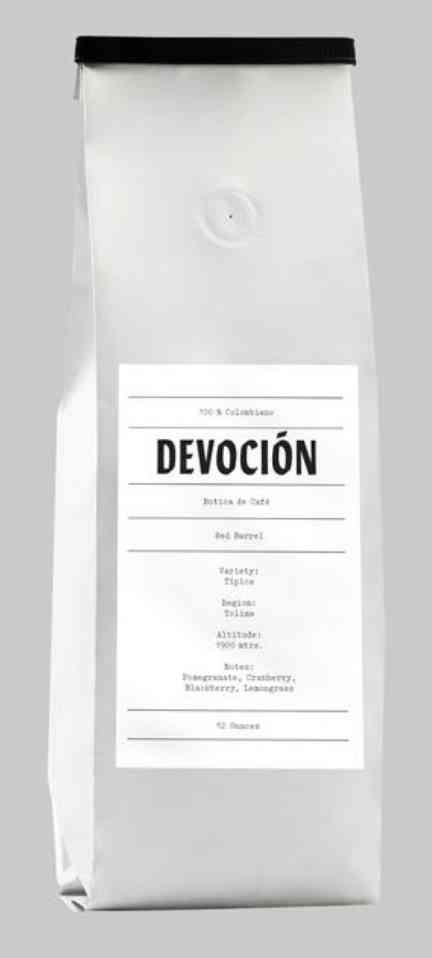 100 % Colombiano
DEVOCIÓN
Botica de Café
Red Barrel
Variety:
Tipica
Region:
Tolima
Altitude:
1900 mtrs.
Notes:
Pomegranate, Cranberry,
Blackberry, Lemongrass
12 Ounces